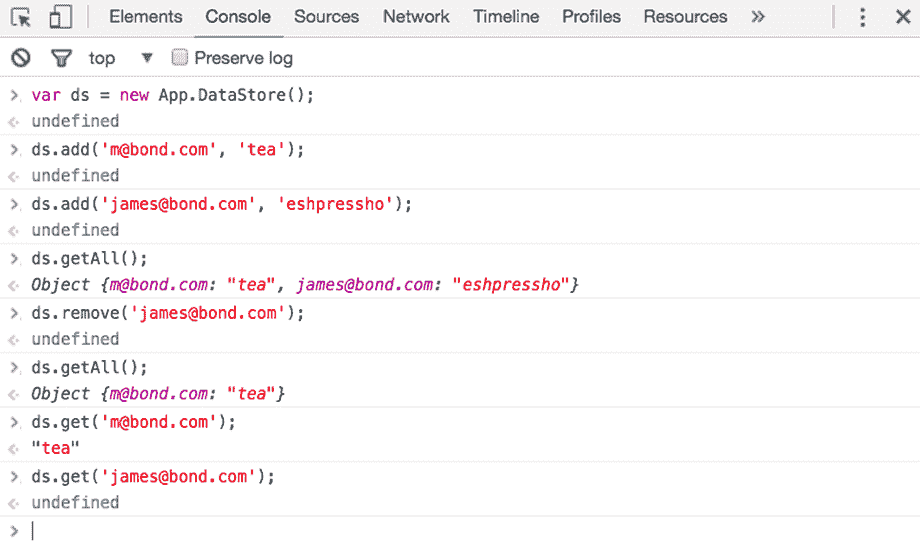 Elements Console Sources Network Timeline Profiles Resources »
top ▼ Preserve log
> var ds = new App.DataStore();
< undefined
> ds.add('m@bond.com', 'tea');
< undefined
> ds.add('james@bond.com', 'eshpressho');
< undefined
> ds.getAll();
< Object {m@bond.com: "tea", james@bond.com: "eshpressho"}
> ds.remove('james@bond.com');
< undefined
> ds.getAll();
< Object {m@bond.com: "tea"}
> ds.get('m@bond.com');
< "tea"
> ds.get('james@bond.com');
< undefined
>